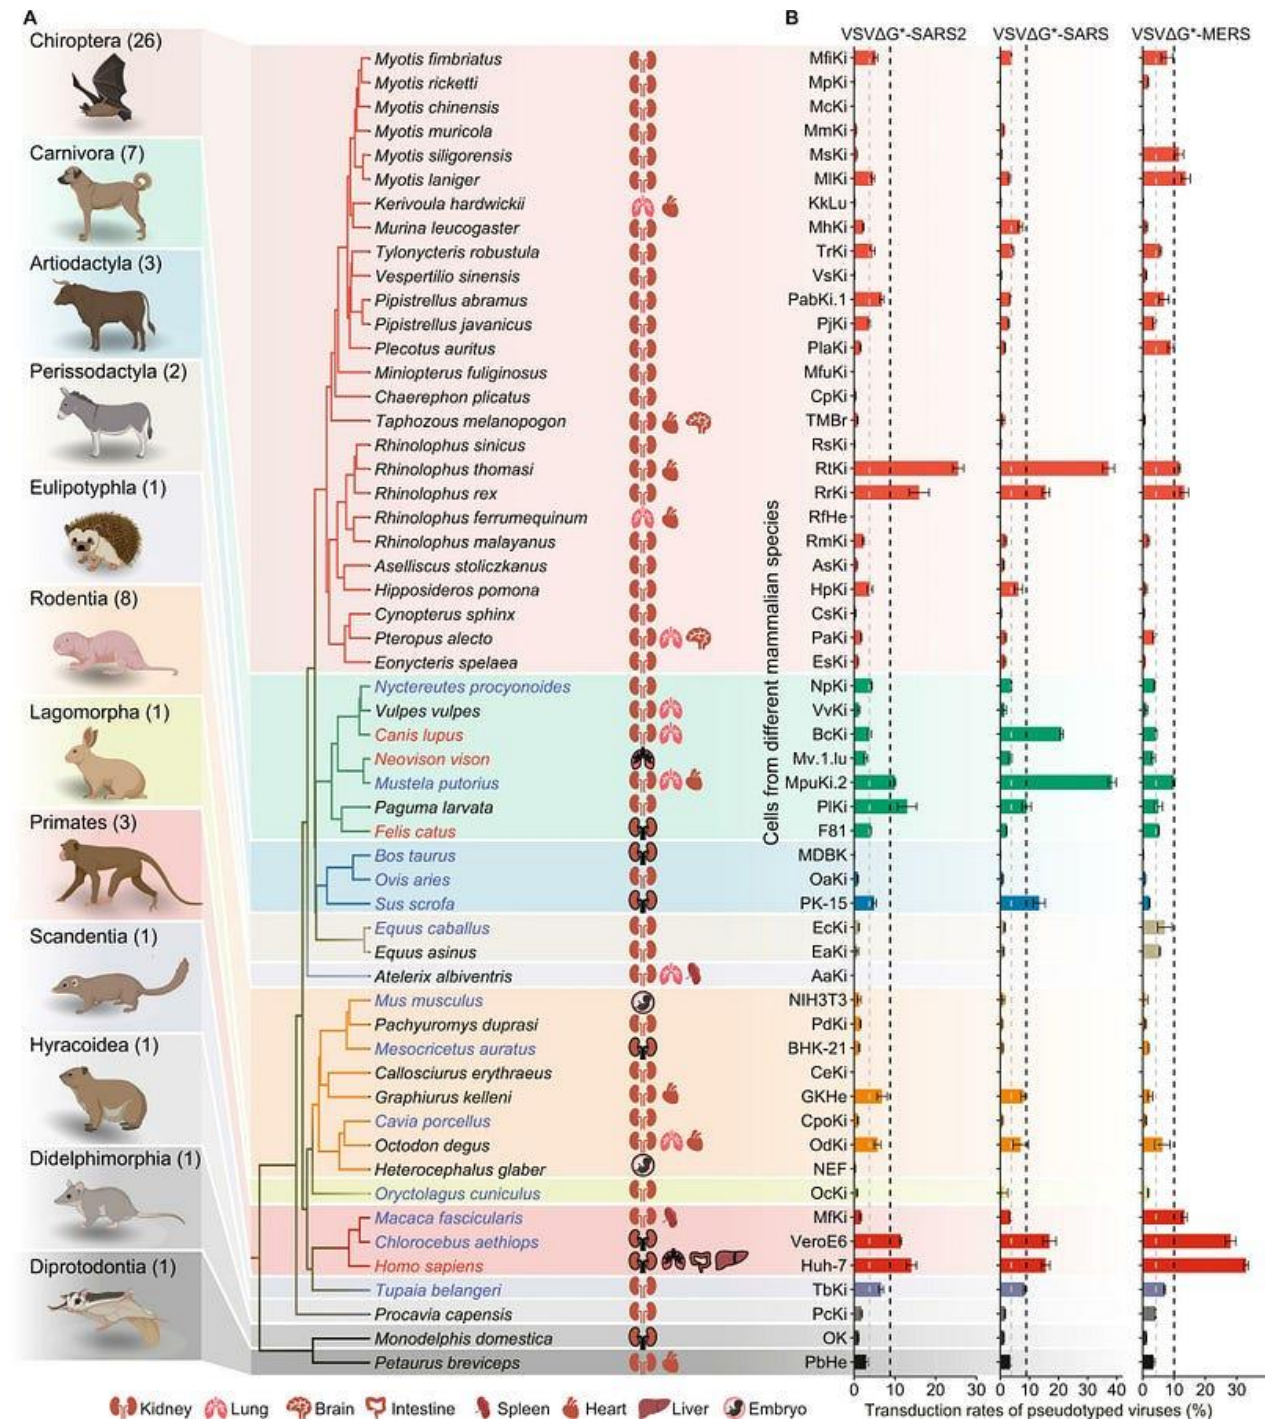 A
Chiroptera (26)
Carnivora (7)
Artiodactyla (3)
Perissodactyla (2)
Eulipotyphla (1)
Rodentia (8)
Lagomorpha (1)
Primates (3)
Scandentia (1)
Hyracoidea (1)
Didelphimorphia (1)
Diprotodontia (1)
Myotis fimbriatus
Myotis ricketti
Myotis chinensis
Myotis muricola
Myotis siligorensis
Myotis laniger
Kerivoula hardwickii
Murina leucogaster
Tylonycteris robustula
Vespertilio sinensis
Pipistrellus abramus
Pipistrellus javanicus
Plecotus auritus
Miniopterus fuliginosus
Chaerephon plicatus
Taphozous melanopogon
Rhinolophus sinicus
Rhinolophus thomasi
Rhinolophus rex
Rhinolophus ferrumequinum
Rhinolophus malayanus
Aselliscus stoliczkanus
Hipposideros pomona
Cynopterus sphinx
Pteropus alecto
Eonycteris spelaea
Nyctereutes procyonoides
Vulpes vulpes
Canis lupus
Neovison vison
Mustela putorius
Paguma larvata
Felis catus
Bos taurus
Ovis aries
Sus scrofa
Equus caballus
Equus asinus
Atelerix albiventris
Mus musculus
Pachyuromys duprasi
Mesocricetus auratus
Callosciurus erythraeus
Graphiurus kelleni
Cavia porcellus
Octodon degus
Heterocephalus glaber
Oryctolagus cuniculus
Macaca fascicularis
Chlorocebus aethiops
Homo sapiens
Tupaia belangeri
Procavia capensis
Monodelphis domestica
Petaurus breviceps
Kidney Lung Brain Intestine Spleen Heart Liver Embryo
B
VSVΔG*-SARS2 VSVΔG*-SARS VSVΔG*-MERS
Cells from different mammalian species
MfiKi
MpKi
McKi
MmKi
MsKi
MlKi
KkLu
MhKi
TrKi
VsKi
PabKi.1
PjKi
PlaKi
MfuKi
CpKi
TMBr
RsKi
RtKi
RrKi
RfHe
RmKi
AsKi
HpKi
CsKi
PaKi
EsKi
NpKi
VvKi
BcKi
Mv.1.lu
MpuKi.2
PlKi
F81
MDBK
OaKi
PK-15
EcKi
EaKi
AaKi
NIH3T3
PdKi
BHK-21
CeKi
GKHe
CpoKi
OdKi
NEF
OcKi
MfKi
VeroE6
Huh-7
TbKi
PcKi
OK
PbHe
0 10 20 30 0 10 20 30 40 0 10 20 30
Transduction rates of pseudotyped viruses (%)